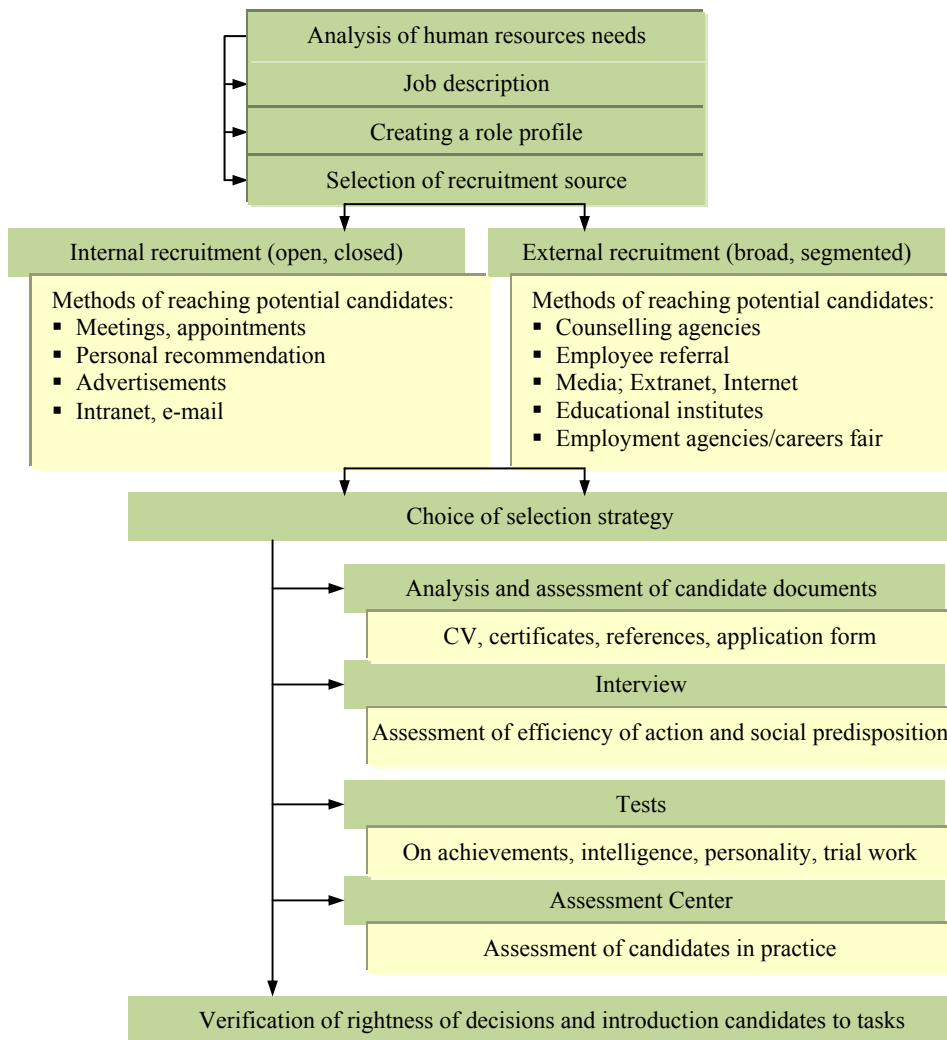 Analysis of human resources needs
Job description
Creating a role profile
Selection of recruitment source
Internal recruitment (open, closed)
Methods of reaching potential candidates:
▪ Meetings, appointments
▪ Personal recommendation
▪ Advertisements
▪ Intranet, e-mail
External recruitment (broad, segmented)
Methods of reaching potential candidates:
▪ Counselling agencies
▪ Employee referral
▪ Media; Extranet, Internet
▪ Educational institutes
▪ Employment agencies/careers fair
Choice of selection strategy
Analysis and assessment of candidate documents
CV, certificates, references, application form
Interview
Assessment of efficiency of action and social predisposition
Tests
On achievements, intelligence, personality, trial work
Assessment Center
Assessment of candidates in practice
Verification of rightness of decisions and introduction candidates to tasks